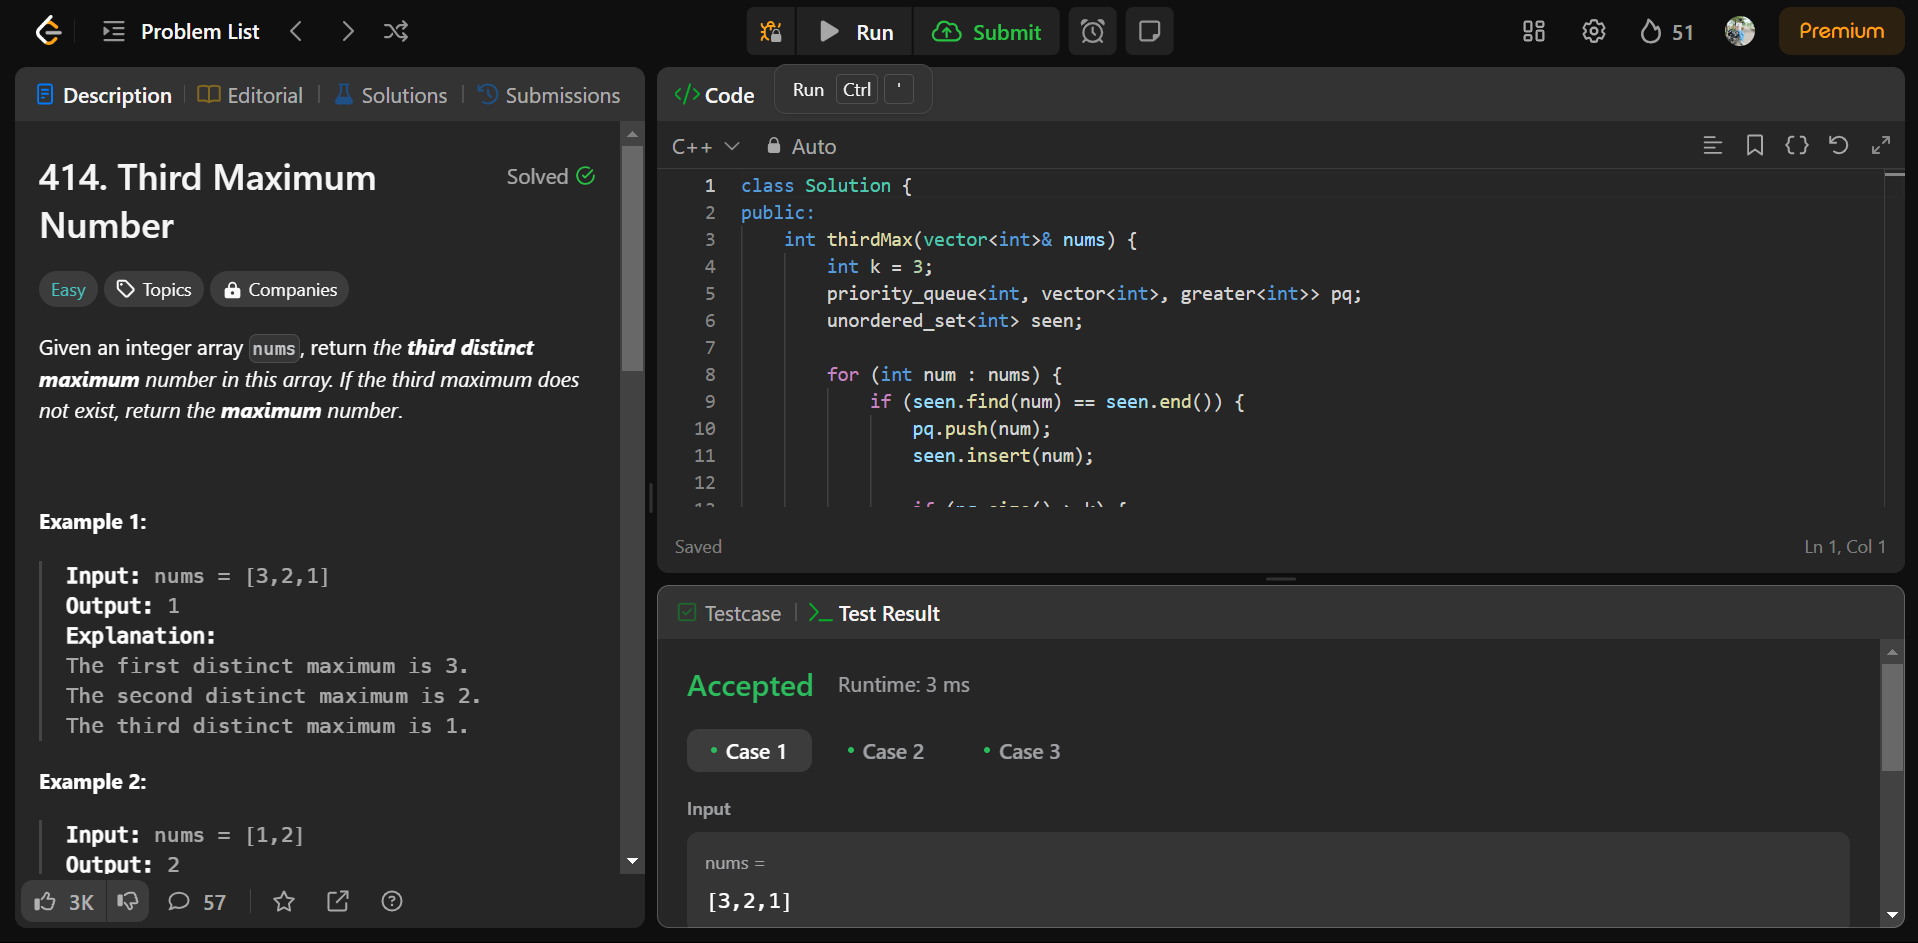 Problem List
Run
Submit
51
Premium
Description
Editorial
Solutions
Submissions
414. Third Maximum
Number
Solved
Easy
Topics
Companies
Given an integer array nums, return the third distinct
maximum number in this array. If the third maximum does
not exist, return the maximum number.
Example 1:
Input: nums = [3,2,1]
Output: 1
Explanation:
The first distinct maximum is 3.
The second distinct maximum is 2.
The third distinct maximum is 1.
Example 2:
Input: nums = [1,2]
Output: 2
3K
57
</> Code
Run Ctrl '
C++
Auto
1 class Solution {
2 public:
3 int thirdMax(vector<int>& nums) {
4 int k = 3;
5 priority_queue<int, vector<int>, greater<int>> pq;
6 unordered_set<int> seen;
7
8 for (int num : nums) {
9 if (seen.find(num) == seen.end()) {
10 pq.push(num);
11 seen.insert(num);
12
Saved
Ln 1, Col 1
Testcase
Test Result
Accepted
Runtime: 3 ms
Case 1
Case 2
Case 3
Input
nums =
[3,2,1]